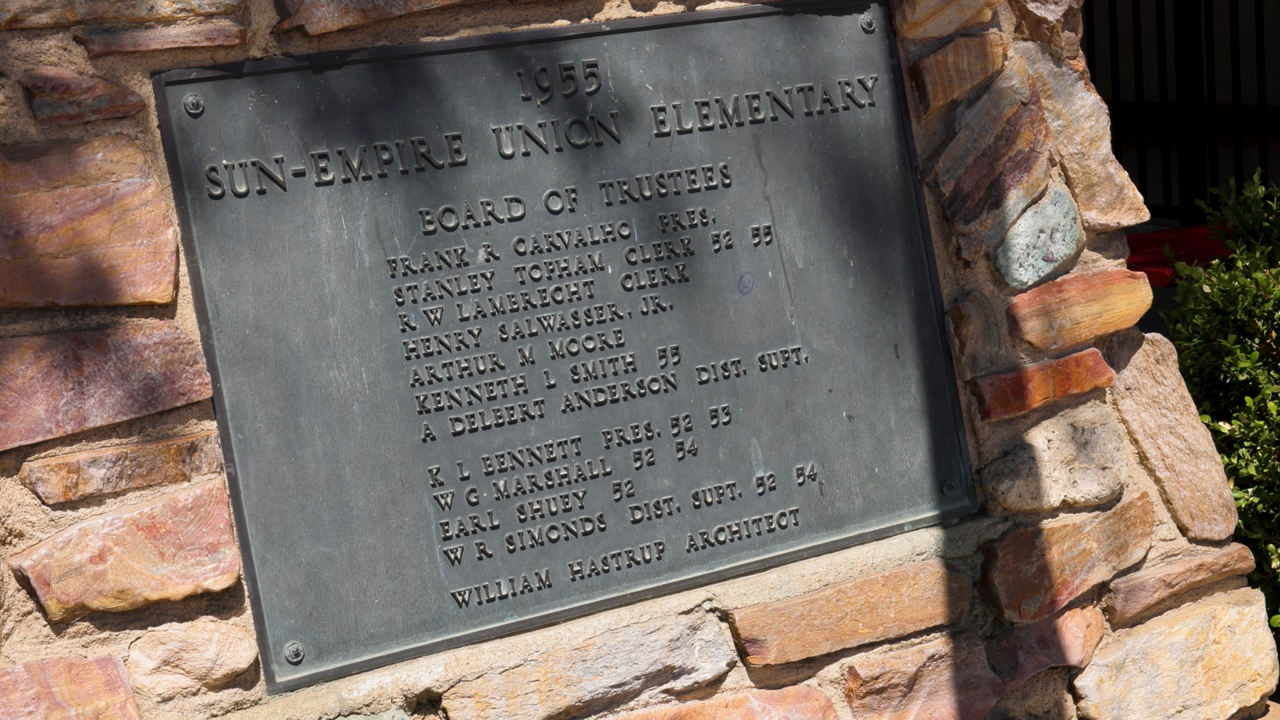 1955
SUN-EMPIRE UNION ELEMENTARY
BOARD OF TRUSTEES
FRANK R CARVALHO PRES.
STANLEY TOPHAM CLERK 52 55
R W LAMBRECHT CLERK
HENRY SALWASSER, JR.
ARTHUR M MOORE
KENNETH L SMITH 55
A DELBERT ANDERSON DIST. SUPT.
K L BENNETT PRES. 52 53
W G MARSHALL 52 54
EARL SHUEY 52
W R SIMONDS DIST. SUPT. 52 54
WILLIAM HASTRUP ARCHITECT